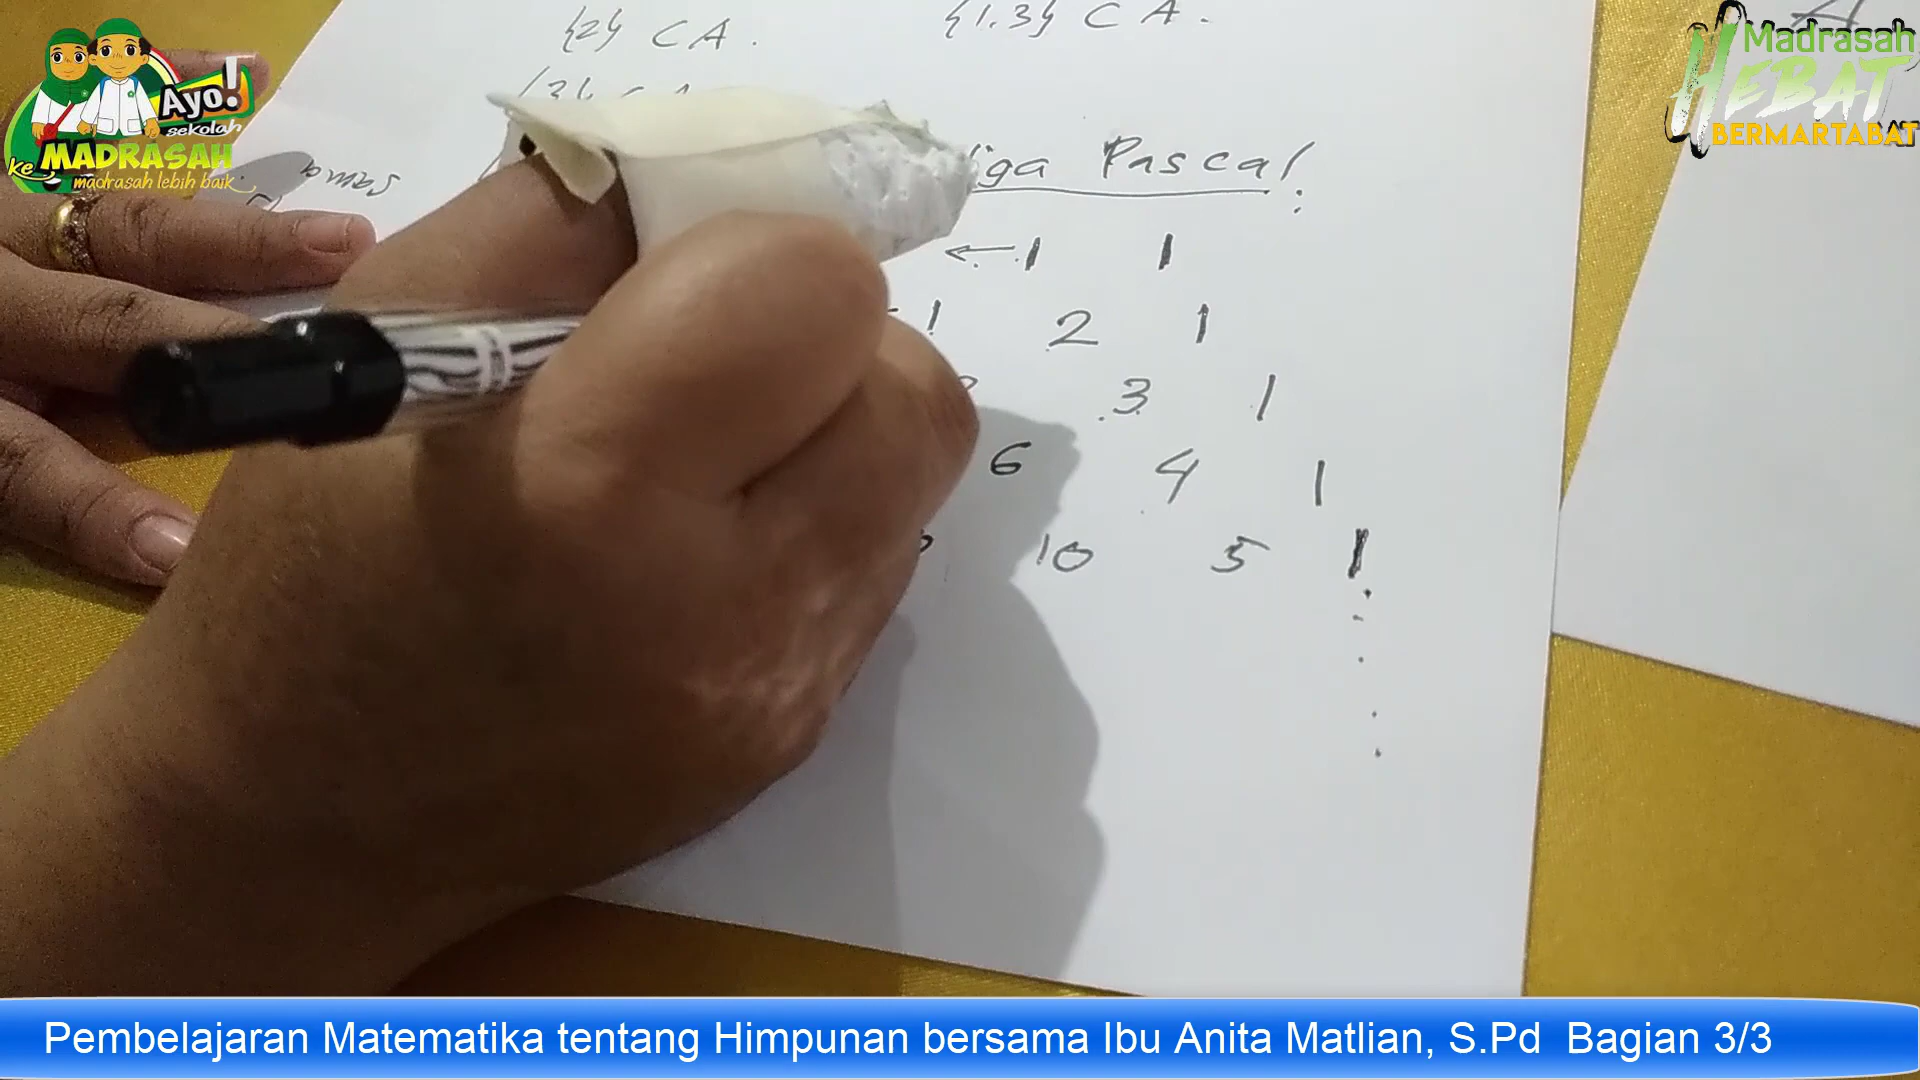 {2} ⊂ A.
{1.3} ⊂ A.
Ayo!
sekolah
ke MADRASAH
madrasah lebih baik
Madrasah
HEBAT
BERMARTABAT
sama
iga Pascal:
← 1 1
1 2 1
3 1
6 4 1
10 5 1
Pembelajaran Matematika tentang Himpunan bersama Ibu Anita Matlian, S.Pd Bagian 3/3